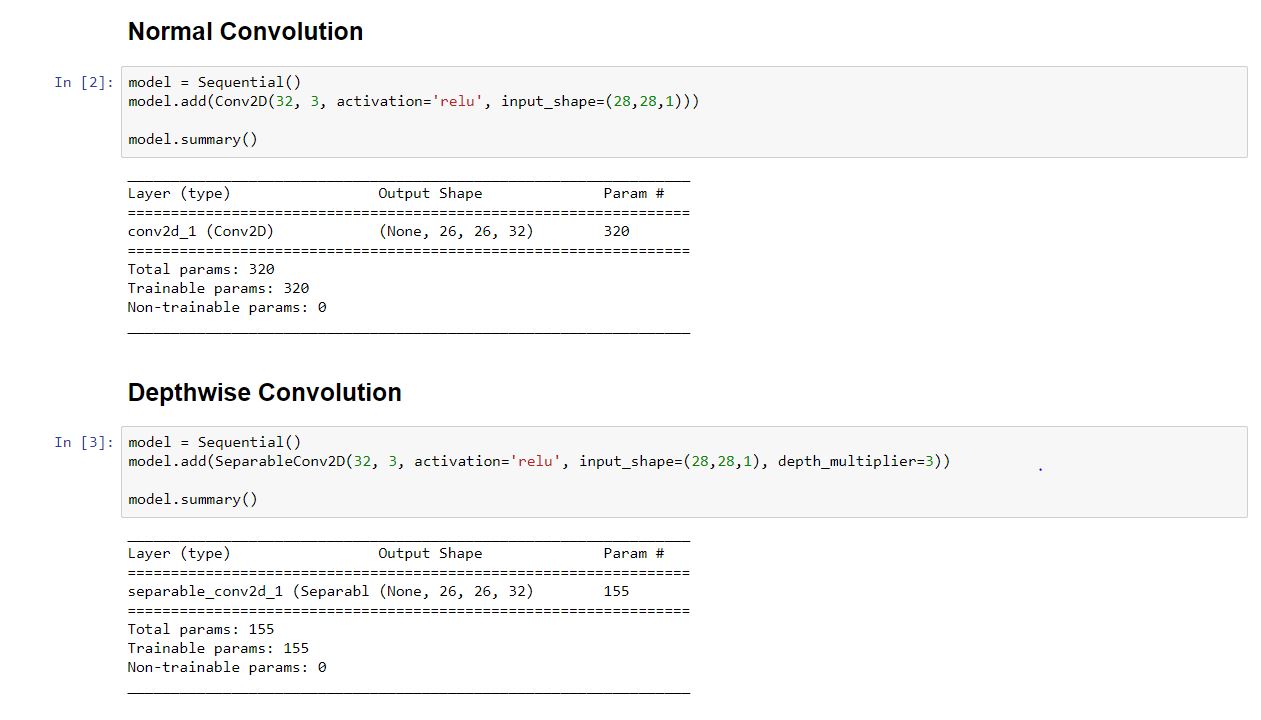 Normal Convolution
In [2]: model = Sequential()
model.add(Conv2D(32, 3, activation='relu', input_shape=(28,28,1)))
model.summary()
_________________________________________________________________
Layer (type)                 Output Shape              Param #
=================================================================
conv2d_1 (Conv2D)            (None, 26, 26, 32)        320
=================================================================
Total params: 320
Trainable params: 320
Non-trainable params: 0
_________________________________________________________________
Depthwise Convolution
In [3]: model = Sequential()
model.add(SeparableConv2D(32, 3, activation='relu', input_shape=(28,28,1), depth_multiplier=3))
model.summary()
_________________________________________________________________
Layer (type)                 Output Shape              Param #
=================================================================
separable_conv2d_1 (Separabl (None, 26, 26, 32)        155
=================================================================
Total params: 155
Trainable params: 155
Non-trainable params: 0
_________________________________________________________________